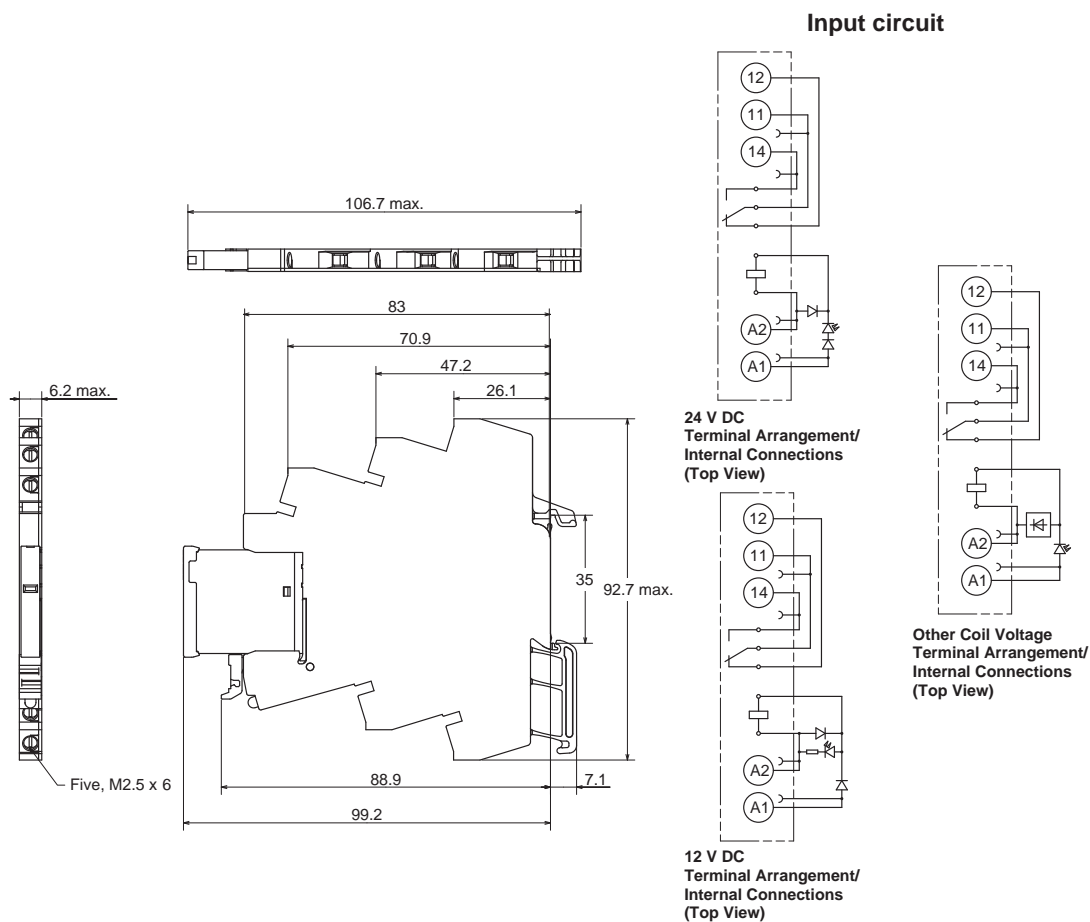 Input circuit
106.7 max.
83
70.9
47.2
26.1
6.2 max.
35
92.7 max.
Five, M2.5 x 6
88.9
7.1
99.2
12
11
14
A2
A1
24 V DC
Terminal Arrangement/
Internal Connections
(Top View)
12
11
14
A2
A1
12 V DC
Terminal Arrangement/
Internal Connections
(Top View)
12
11
14
A2
A1
Other Coil Voltage
Terminal Arrangement/
Internal Connections
(Top View)